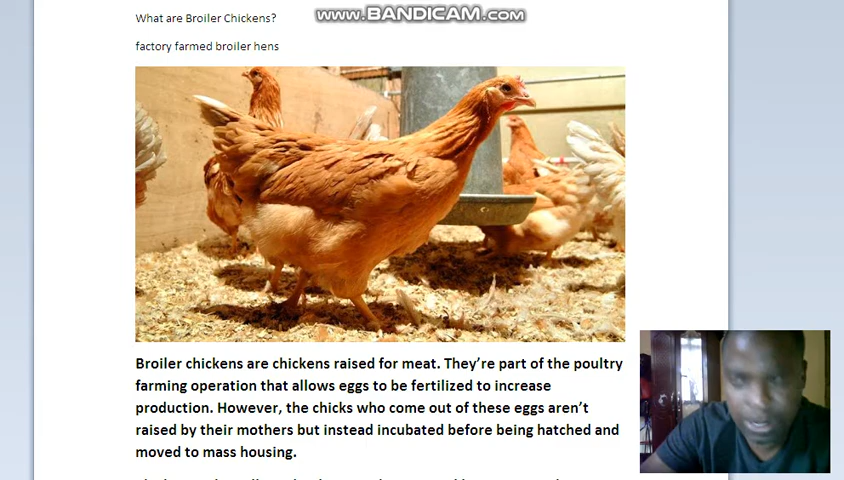 www.BANDICAM.com
What are Broiler Chickens?
factory farmed broiler hens
Broiler chickens are chickens raised for meat. They’re part of the poultry
farming operation that allows eggs to be fertilized to increase
production. However, the chicks who come out of these eggs aren’t
raised by their mothers but instead incubated before being hatched and
moved to mass housing.